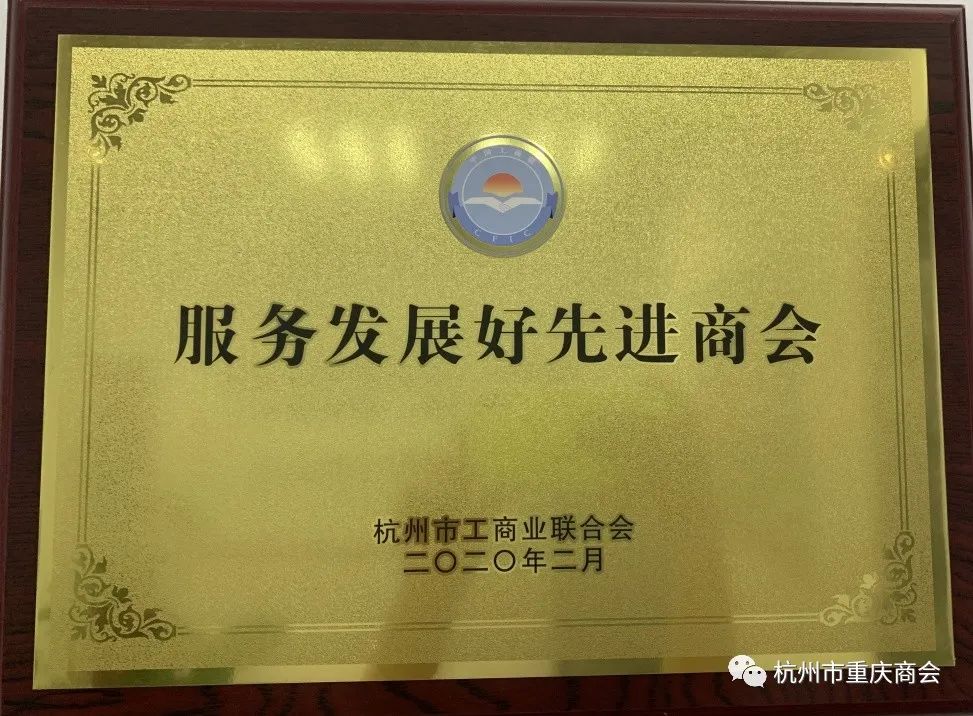 CFIC
服务发展好先进商会
杭州市工商业联合会
二〇二〇年二月
杭州市重庆商会